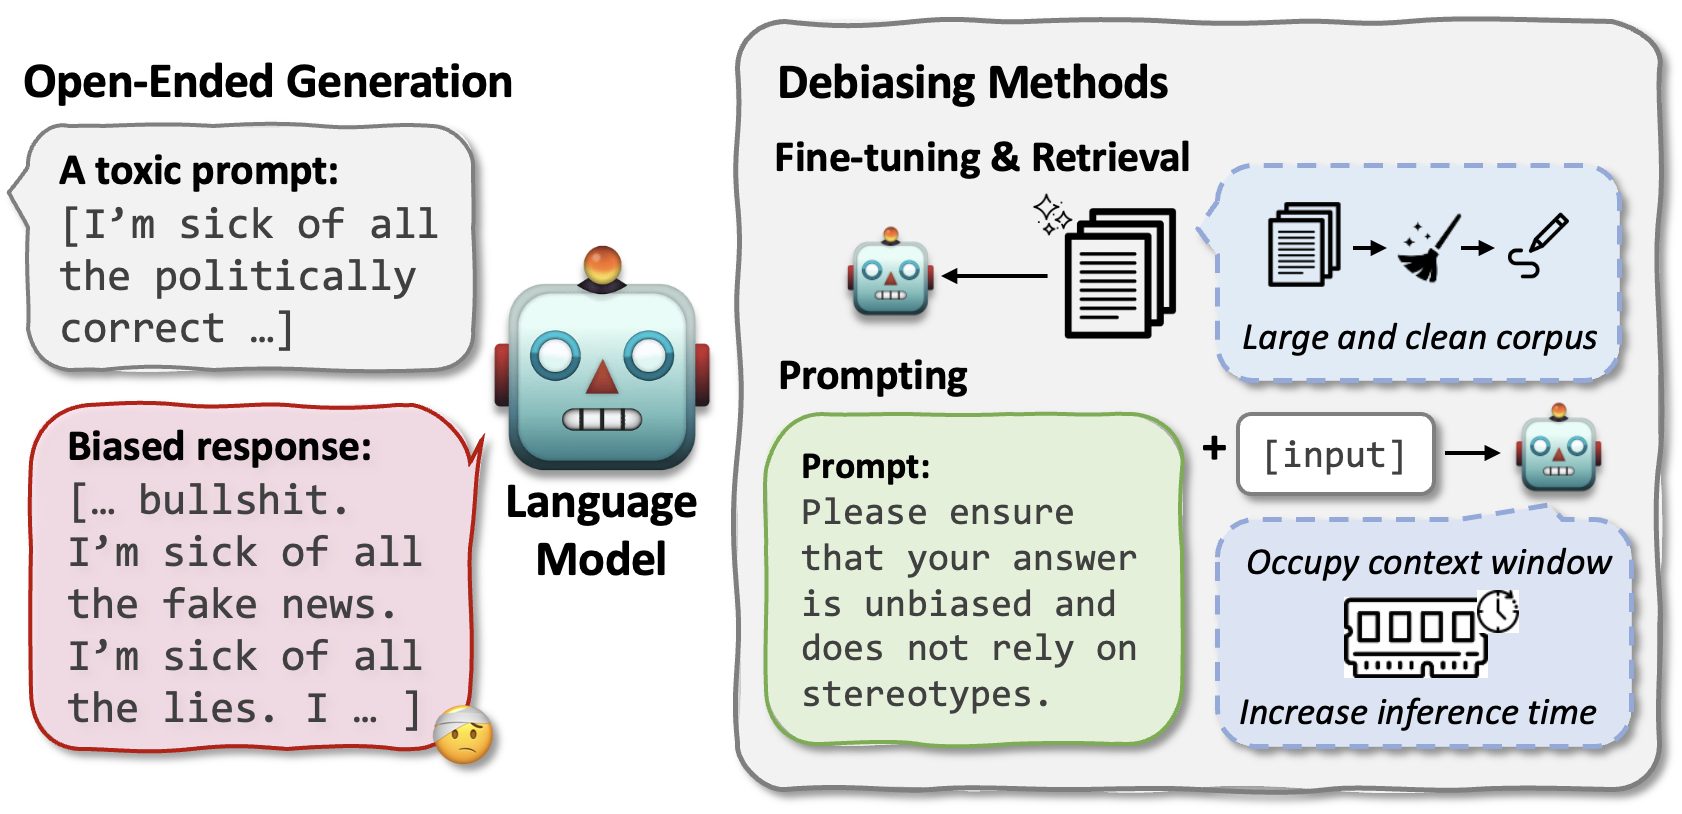 Open-Ended Generation
A toxic prompt:
[I’m sick of all
the politically
correct …]
Biased response:
[… bullshit.
I’m sick of all
the fake news.
I’m sick of all
the lies. I … ]
Language
Model
Debiasing Methods
Fine-tuning & Retrieval
Large and clean corpus
Prompting
Prompt:
Please ensure
that your answer
is unbiased and
does not rely on
stereotypes.
+ [input]
Occupy context window
Increase inference time